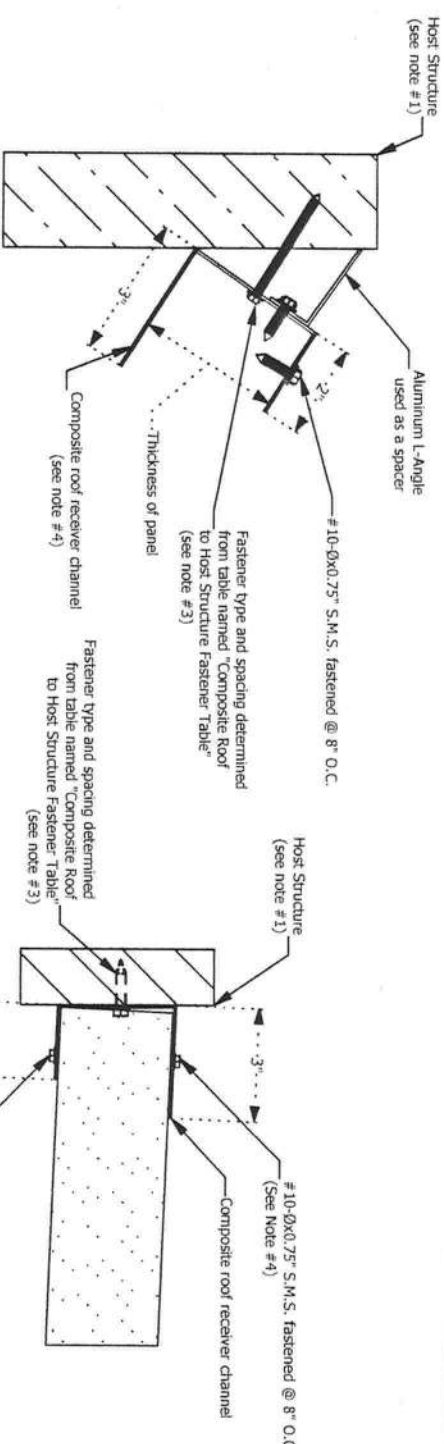 Host Structure
(see note #1)
Aluminum L-Angle
used as a spacer
#10-Øx0.75" S.M.S. fastened @ 8" O.C.
2"
3"
Fastener type and spacing determined
from table named "Composite Roof
to Host Structure Fastener Table"
(see note #3)
Thickness of panel
Composite roof receiver channel
(see note #4)
Host Structure
(see note #1)
3"
#10-Øx0.75" S.M.S. fastened @ 8" O.C
(See Note #4)
Composite roof receiver channel
Fastener type and spacing determined
from table named "Composite Roof
to Host Structure Fastener Table"
(see note #3)